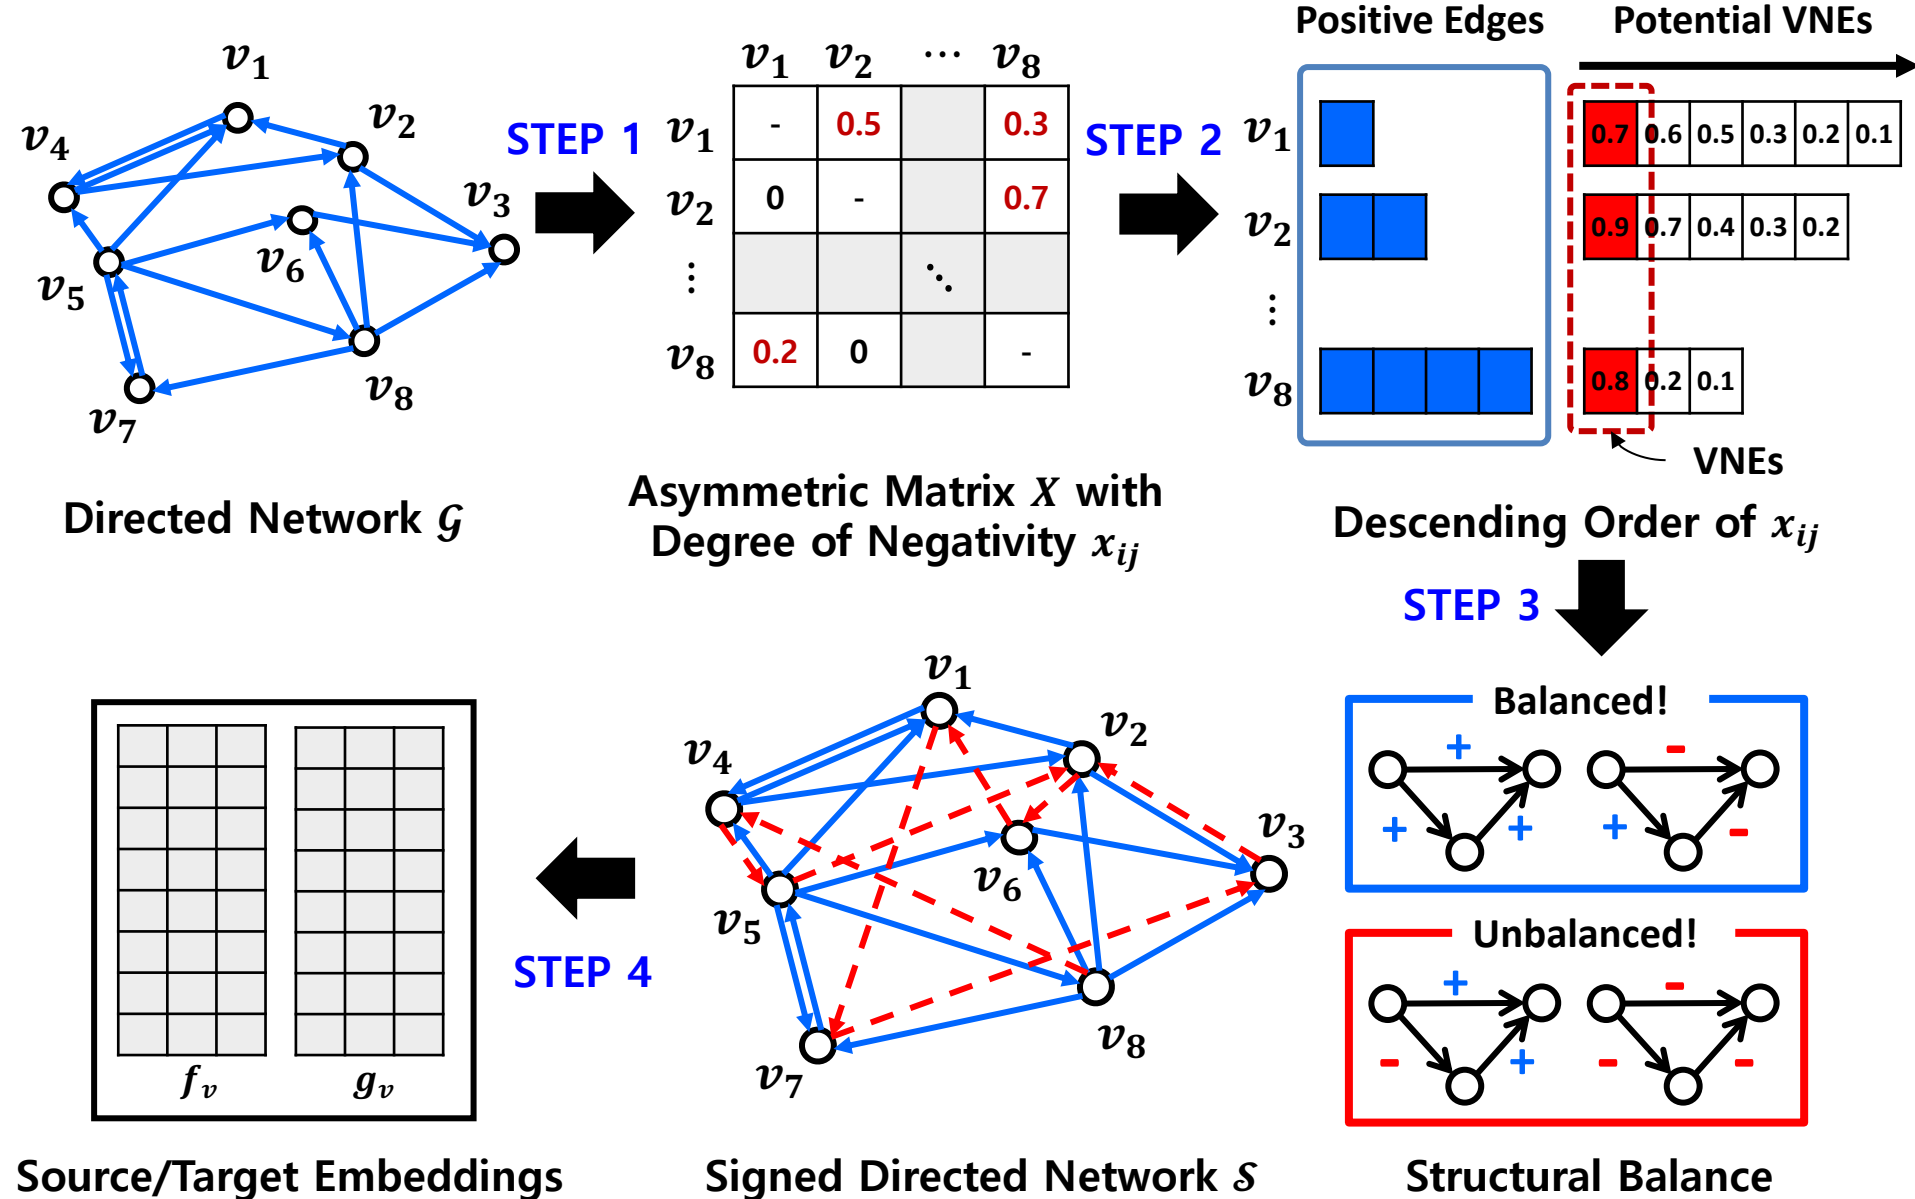 v1
v2
v3
v4
v5
v6
v7
v8
Directed Network 𝒢
STEP 1
v1 v2 ⋯ v8
v1 - 0.5 0.3
v2 0 - 0.7
⋮ ⋱
v8 0.2 0 -
Asymmetric Matrix X with
Degree of Negativity xij
STEP 2
Positive Edges Potential VNEs
v1 0.7 0.6 0.5 0.3 0.2 0.1
v2 0.9 0.7 0.4 0.3 0.2
⋮
v8 0.8 0.2 0.1
VNEs
Descending Order of xij
STEP 3
Balanced!
+ -
+ + + -
Unbalanced!
+ -
- + - -
Structural Balance
v1
v2
v3
v4
v5
v6
v7
v8
Signed Directed Network 𝒮
STEP 4
fv gv
Source/Target Embeddings